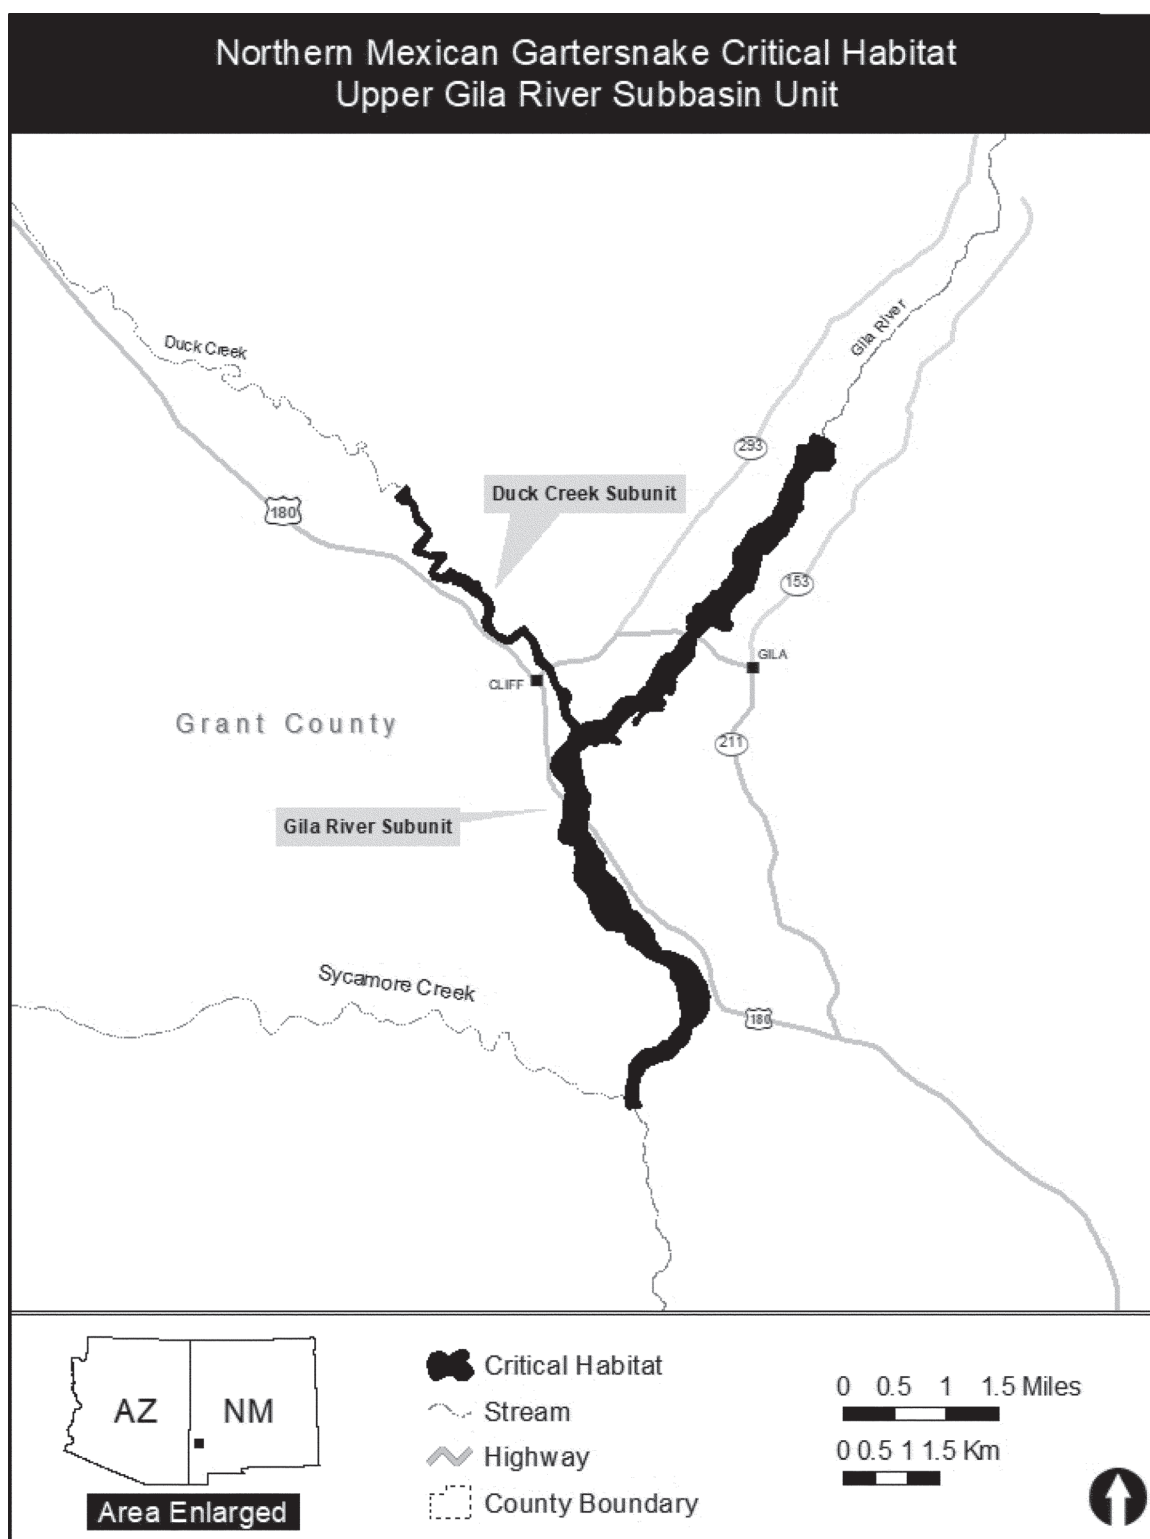 Northern Mexican Gartersnake Critical Habitat
Upper Gila River Subbasin Unit
Duck Creek
Gila River
293
Duck Creek Subunit
180
153
GILA
CLIFF
Grant County
211
Gila River Subunit
Sycamore Creek
180
AZ
NM
Area Enlarged
Critical Habitat
Stream
Highway
County Boundary
0 0.5 1 1.5 Miles
0 0.5 1 1.5 Km